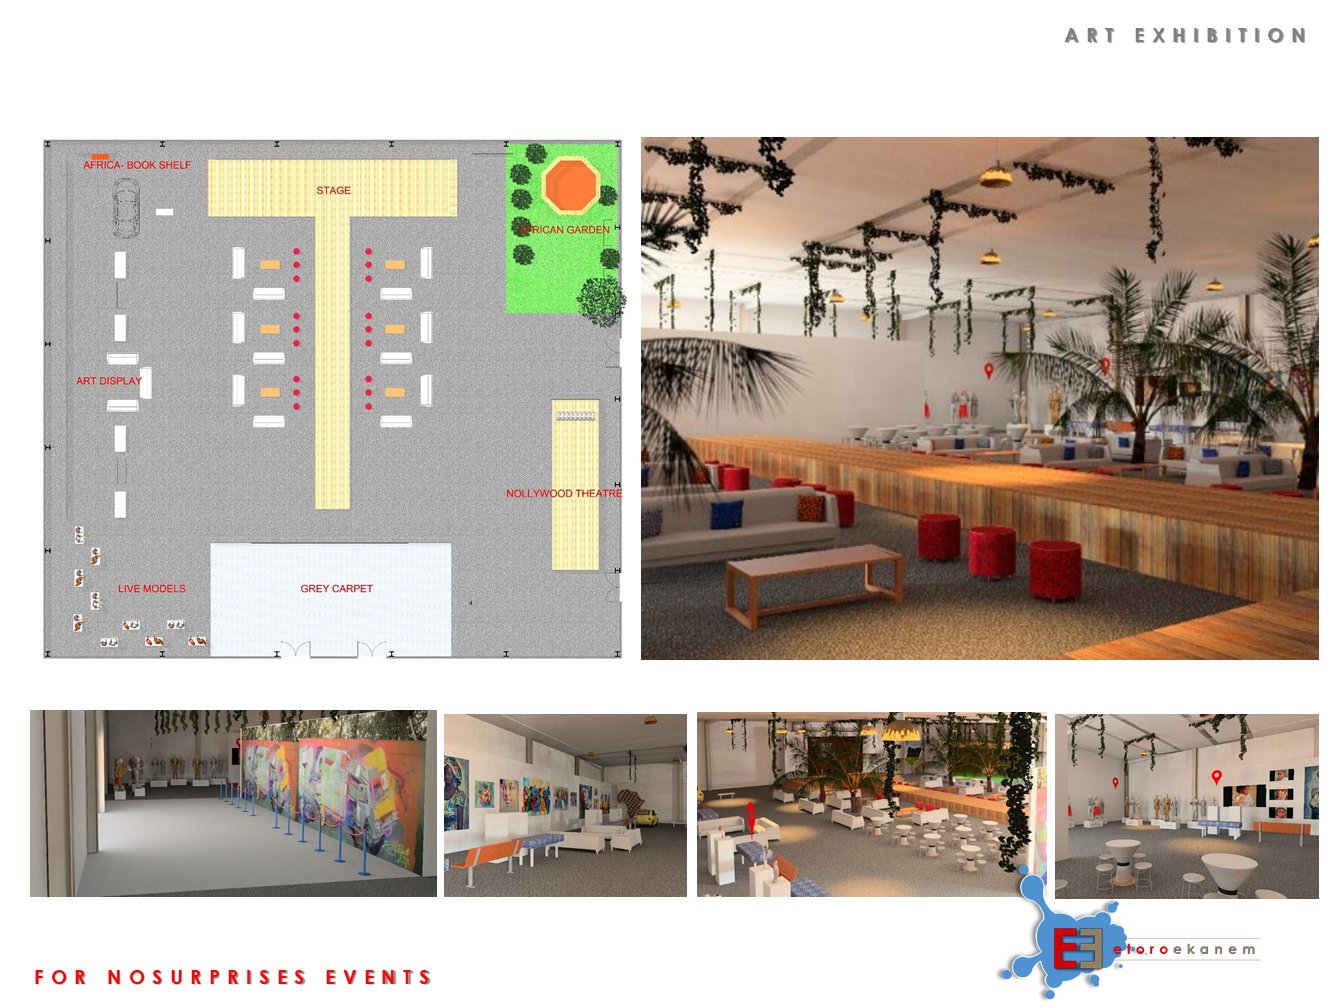 ART EXHIBITION
AFRICA- BOOK SHELF
STAGE
AFRICAN GARDEN
ART DISPLAY
NOLLYWOOD THEATRE
LIVE MODELS
GREY CARPET
EE
etoroekanem
FOR NOSURPRISES EVENTS